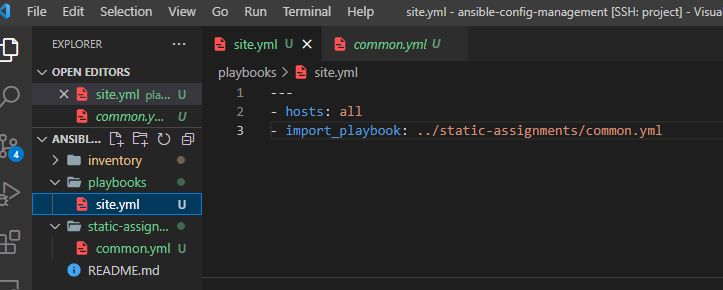 File Edit Selection View Go Run Terminal Help site.yml - ansible-config-management [SSH: project] - Visua
EXPLORER ...
OPEN EDITORS
site.yml pla... U
common.y... U
ANSIBL...
inventory
playbooks
site.yml U
static-assign...
common.yml U
README.md
4
site.yml U common.yml U
playbooks > site.yml
1 ---
2 - hosts: all
3 - import_playbook: ../static-assignments/common.yml